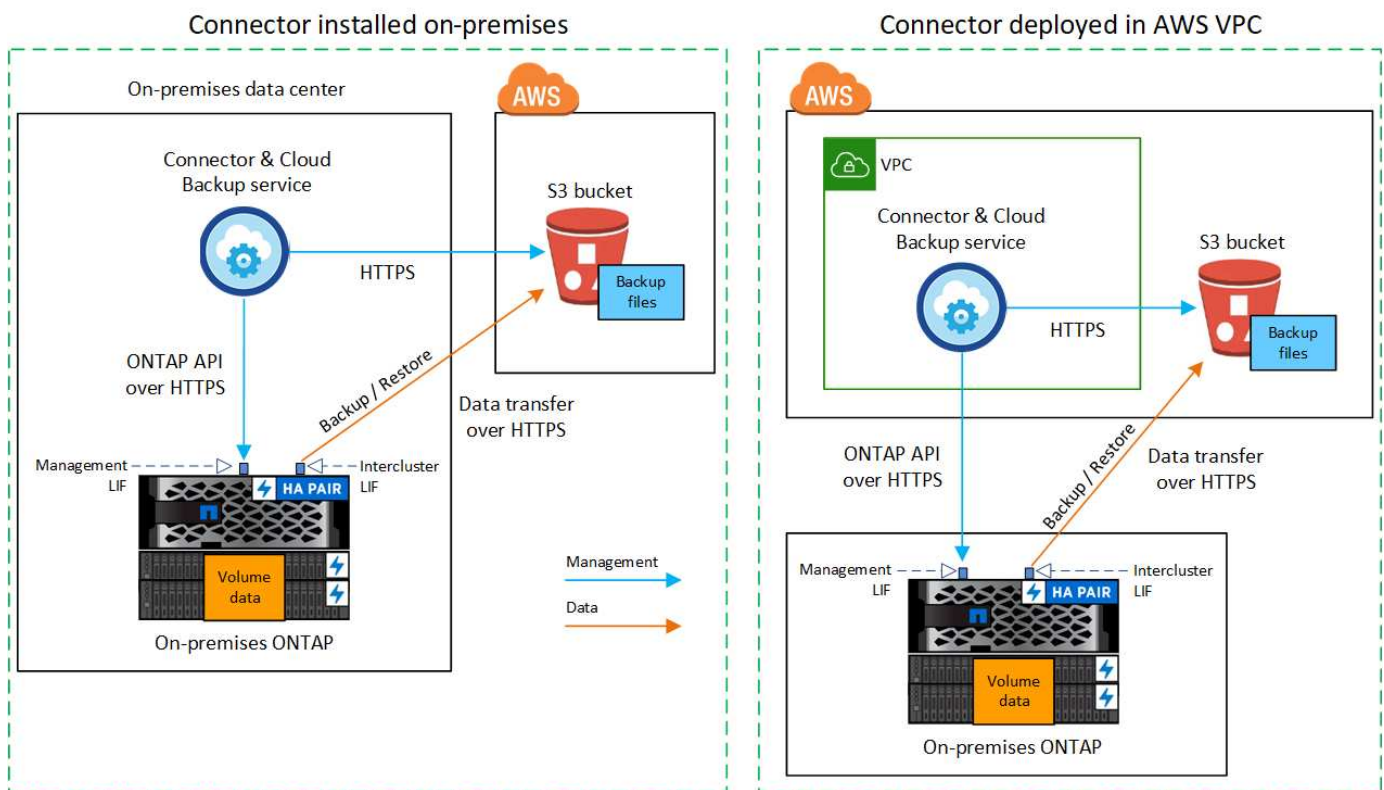 Connector installed on-premises
On-premises data center
AWS
Connector & Cloud
Backup service
S3 bucket
HTTPS
Backup
files
ONTAP API
over HTTPS
Backup / Restore
Data transfer
over HTTPS
Management
LIF
Intercluster
LIF
HA PAIR
Volume
data
On-premises ONTAP
Management
Data
Connector deployed in AWS VPC
AWS
VPC
Connector & Cloud
Backup service
S3 bucket
HTTPS
Backup
files
ONTAP API
over HTTPS
Backup / Restore
Data transfer
over HTTPS
Management
LIF
Intercluster
LIF
HA PAIR
Volume
data
On-premises ONTAP